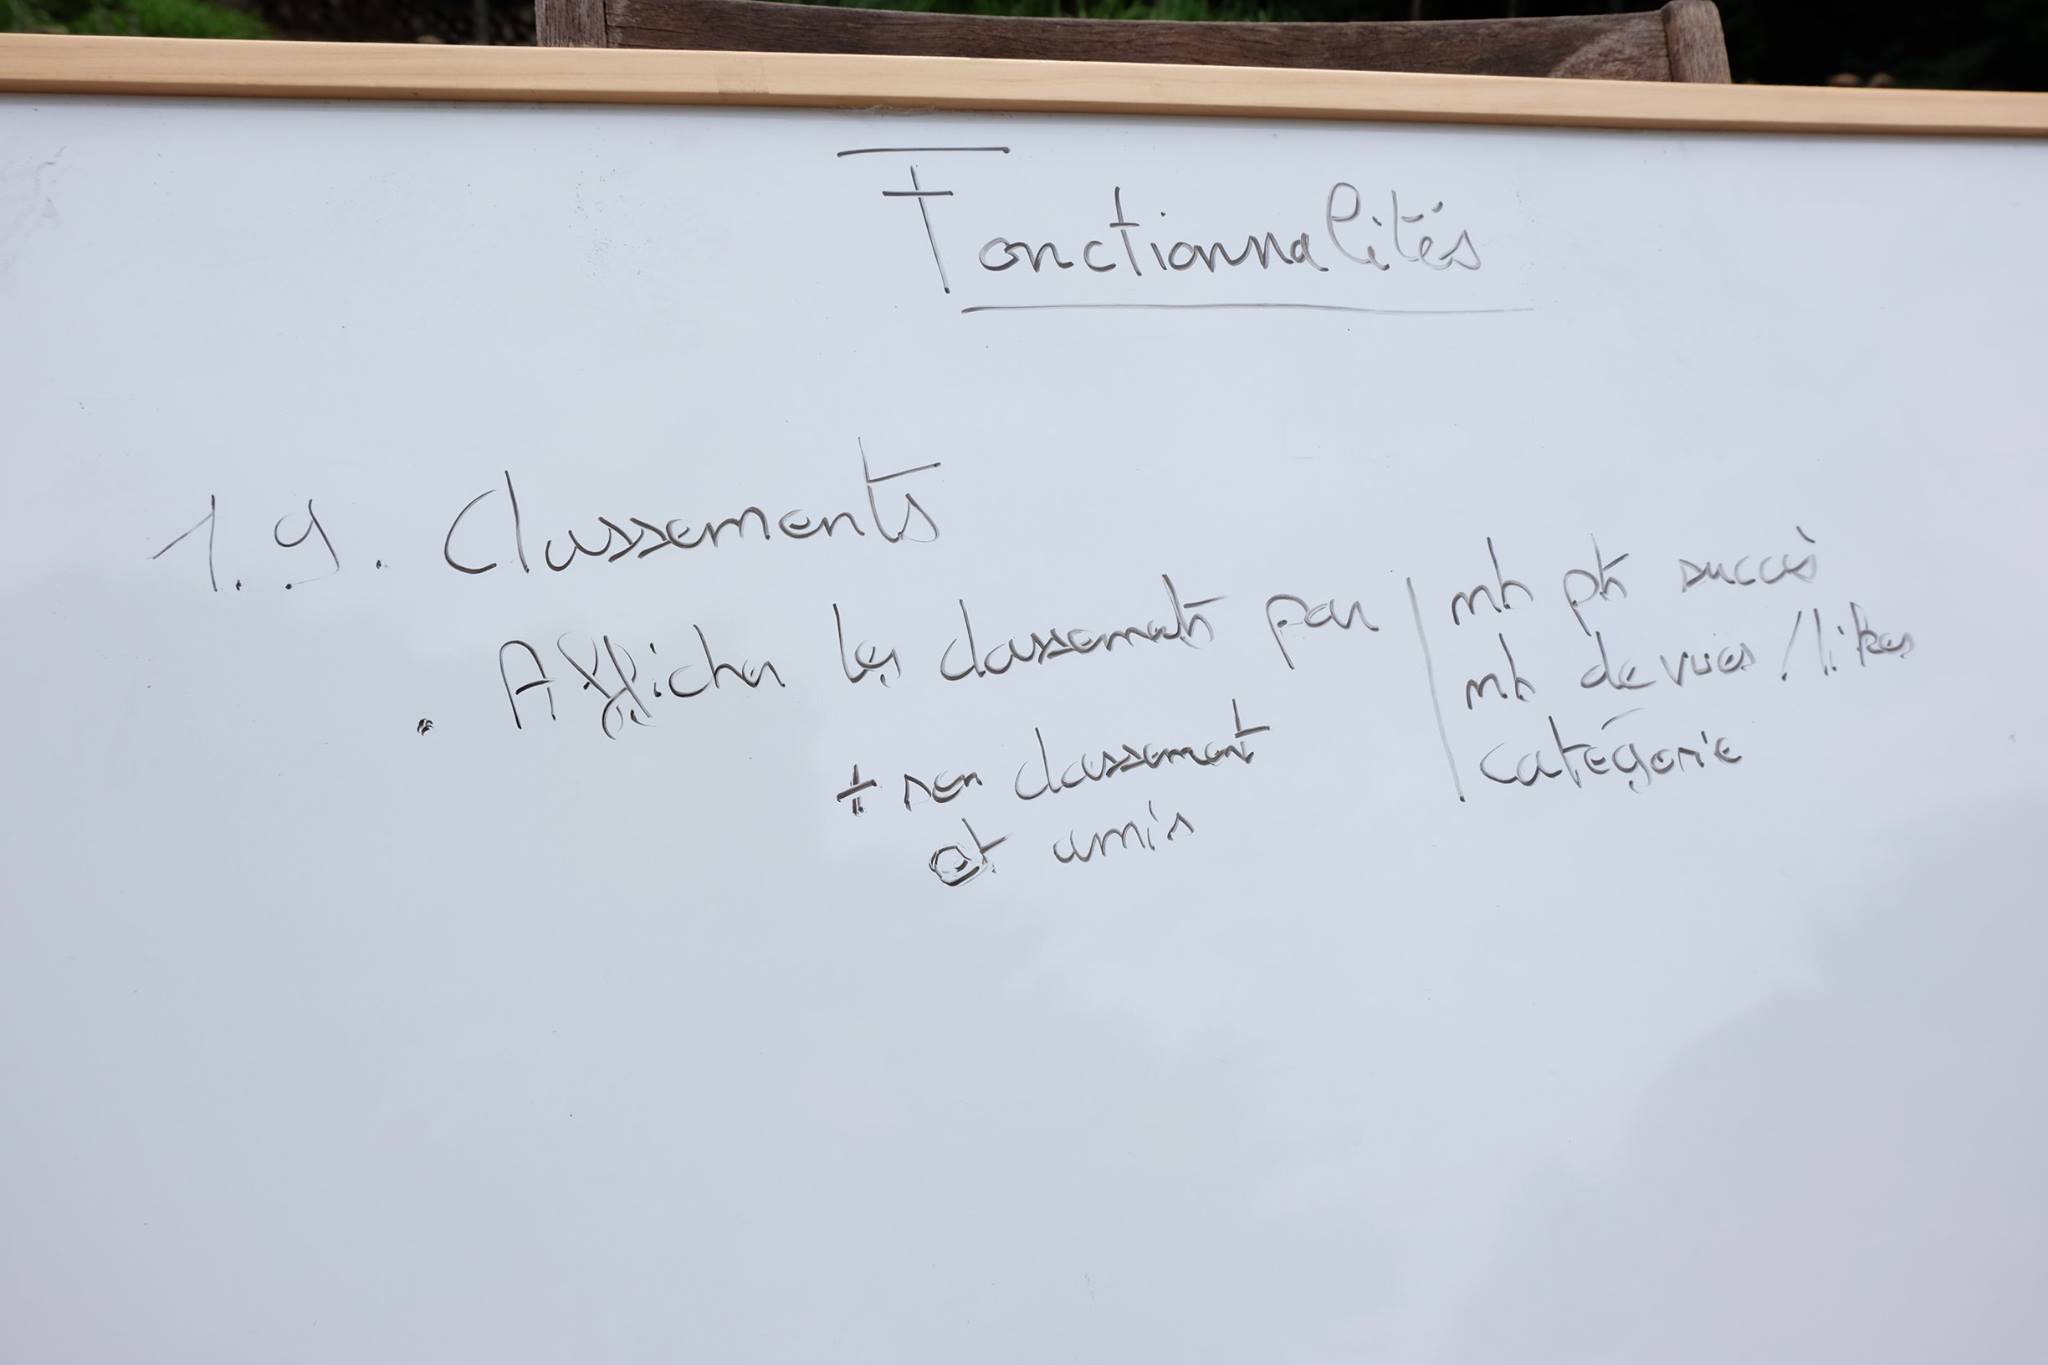 Fonctionnalités
1.9. Classements
. Afficher les classements par | nb pts succès
nb de vues / likes
+ son classement
catégorie
et amis